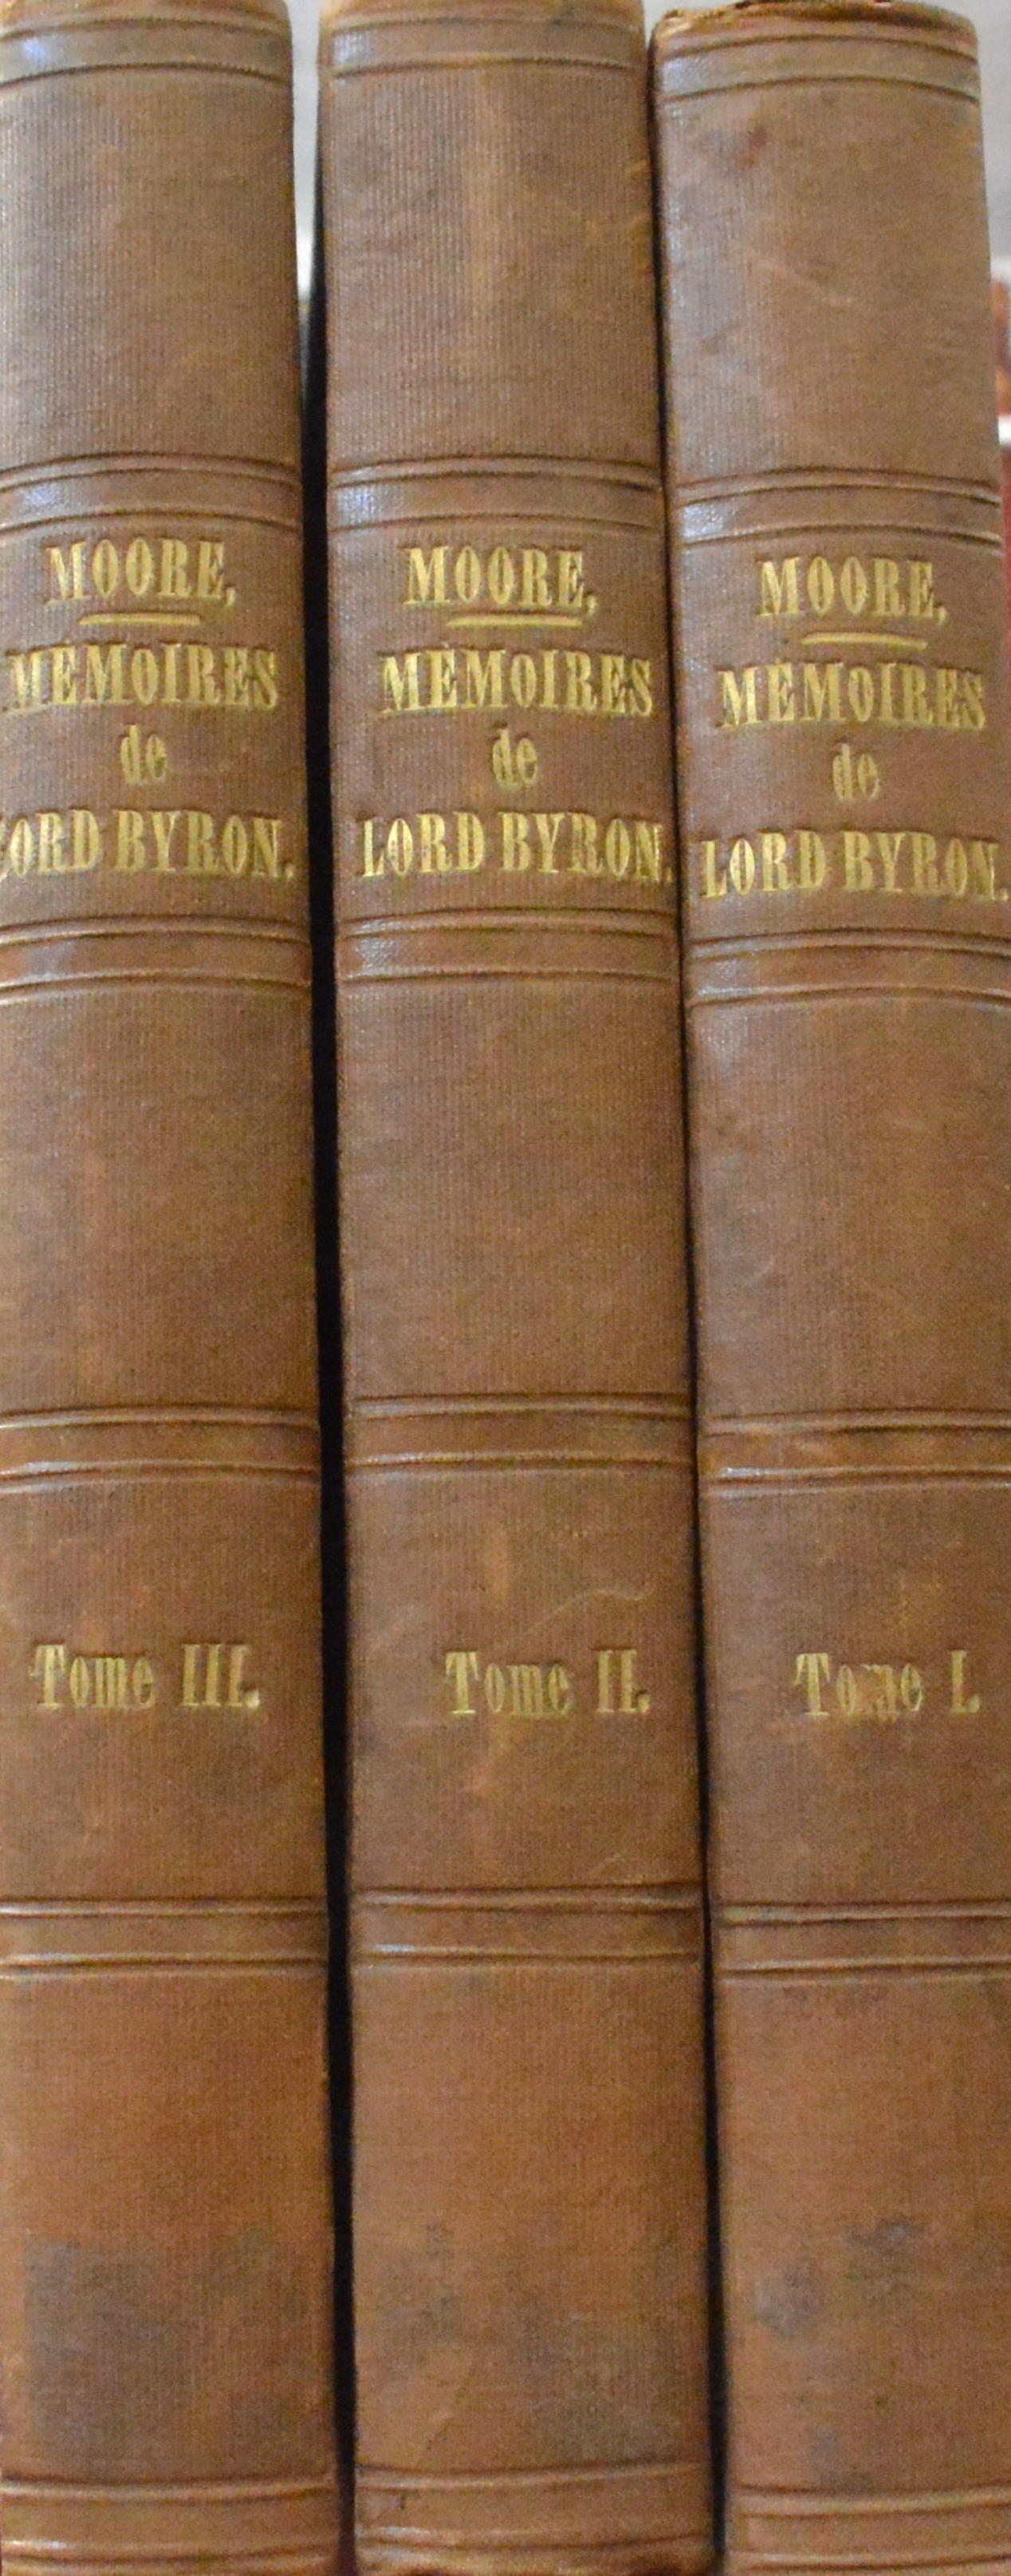 MOORE,
MÉMOIRES
de
LORD BYRON.
Tome III.
MOORE,
MÉMOIRES
de
LORD BYRON.
Tome II.
MOORE,
MÉMOIRES
de
LORD BYRON.
Tome I.